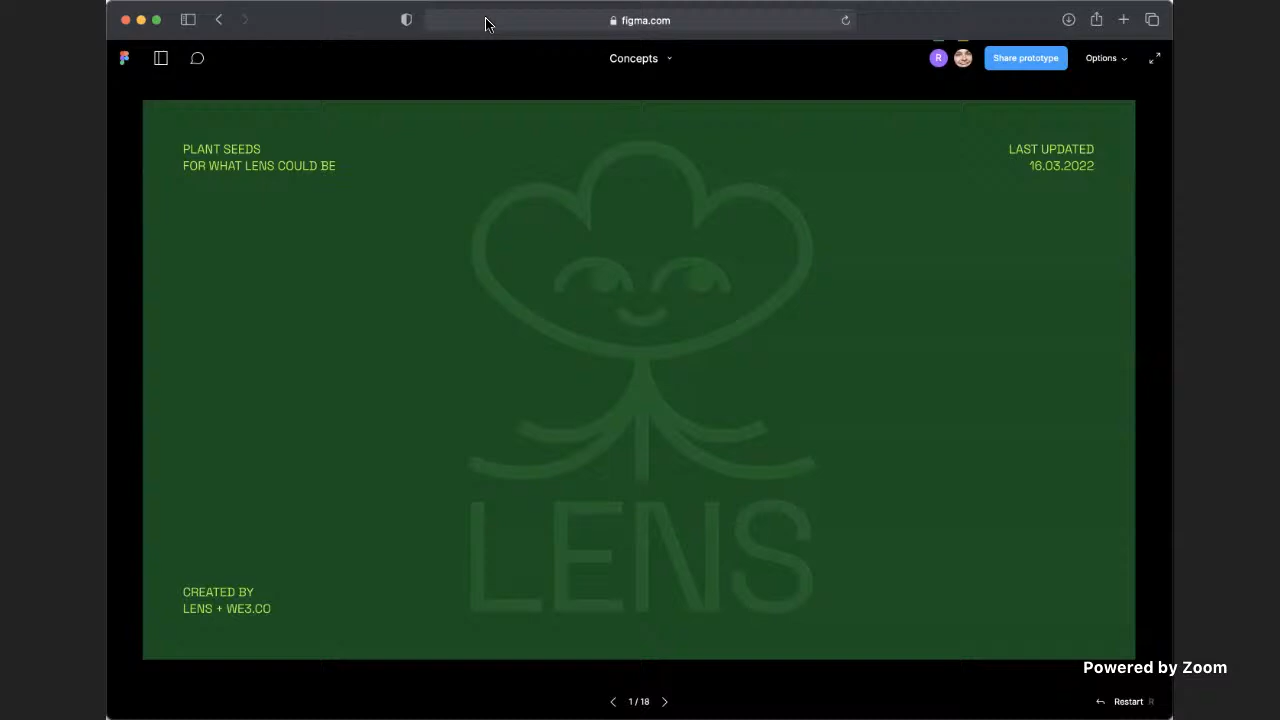 figma.com
Concepts
R
Share prototype
Options
PLANT SEEDS
FOR WHAT LENS COULD BE
LAST UPDATED
16.03.2022
LENS
CREATED BY
LENS + WE3.CO
Powered by Zoom
1 / 18
Restart R